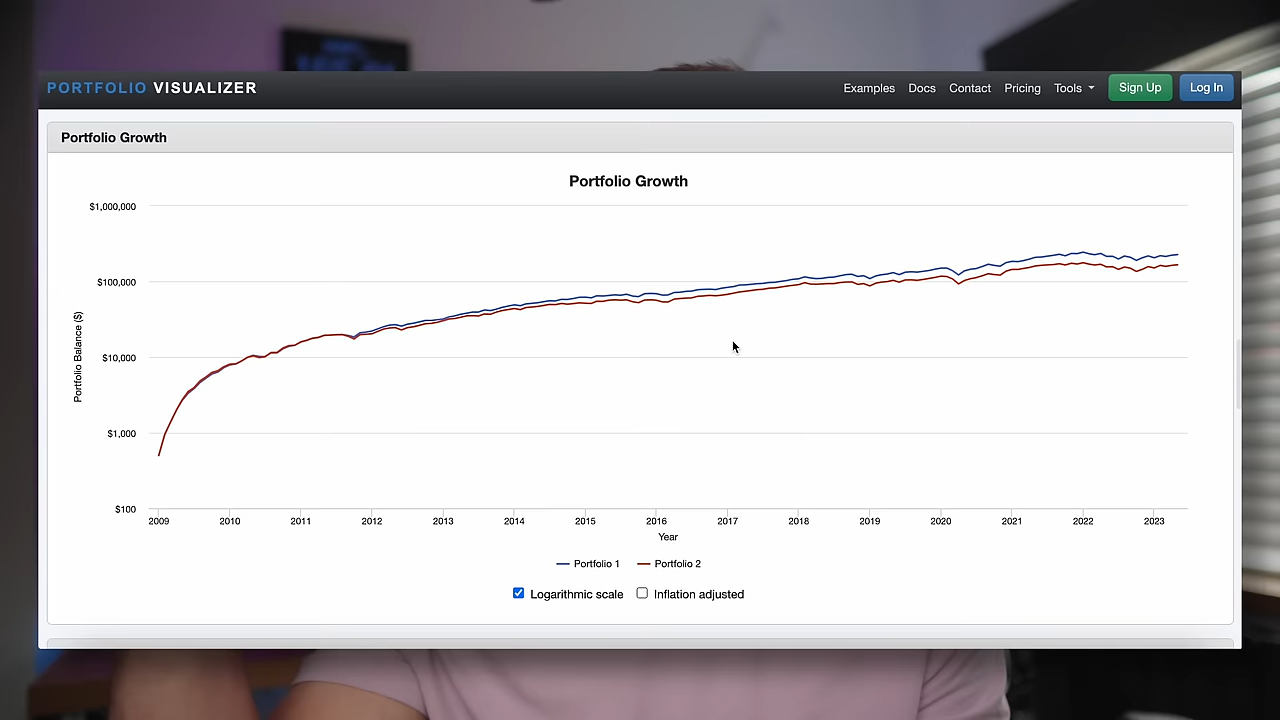 PORTFOLIO VISUALIZER
Examples Docs Contact Pricing Tools Sign Up Log In
Portfolio Growth
Portfolio Growth
$1,000,000
$100,000
$10,000
$1,000
$100
Portfolio Balance ($)
2009 2010 2011 2012 2013 2014 2015 2016 2017 2018 2019 2020 2021 2022 2023
Year
Portfolio 1 Portfolio 2
Logarithmic scale Inflation adjusted